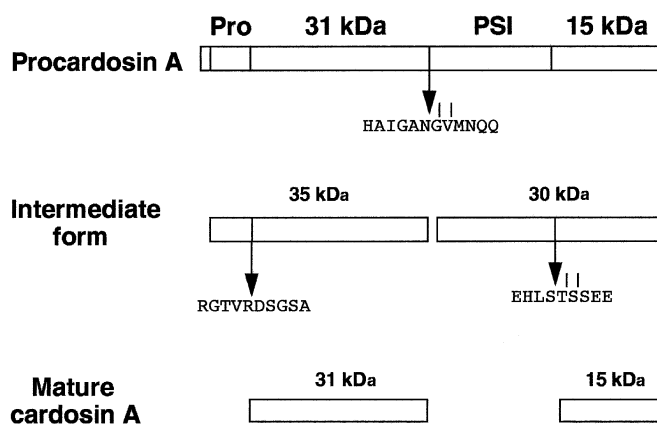 Pro 31 kDa PSI 15 kDa
Procardosin A
HAIGANGVMNQQ
35 kDa 30 kDa
Intermediate
form
RGTVRDSGSA EHLSTSSEE
31 kDa 15 kDa
Mature
cardosin A